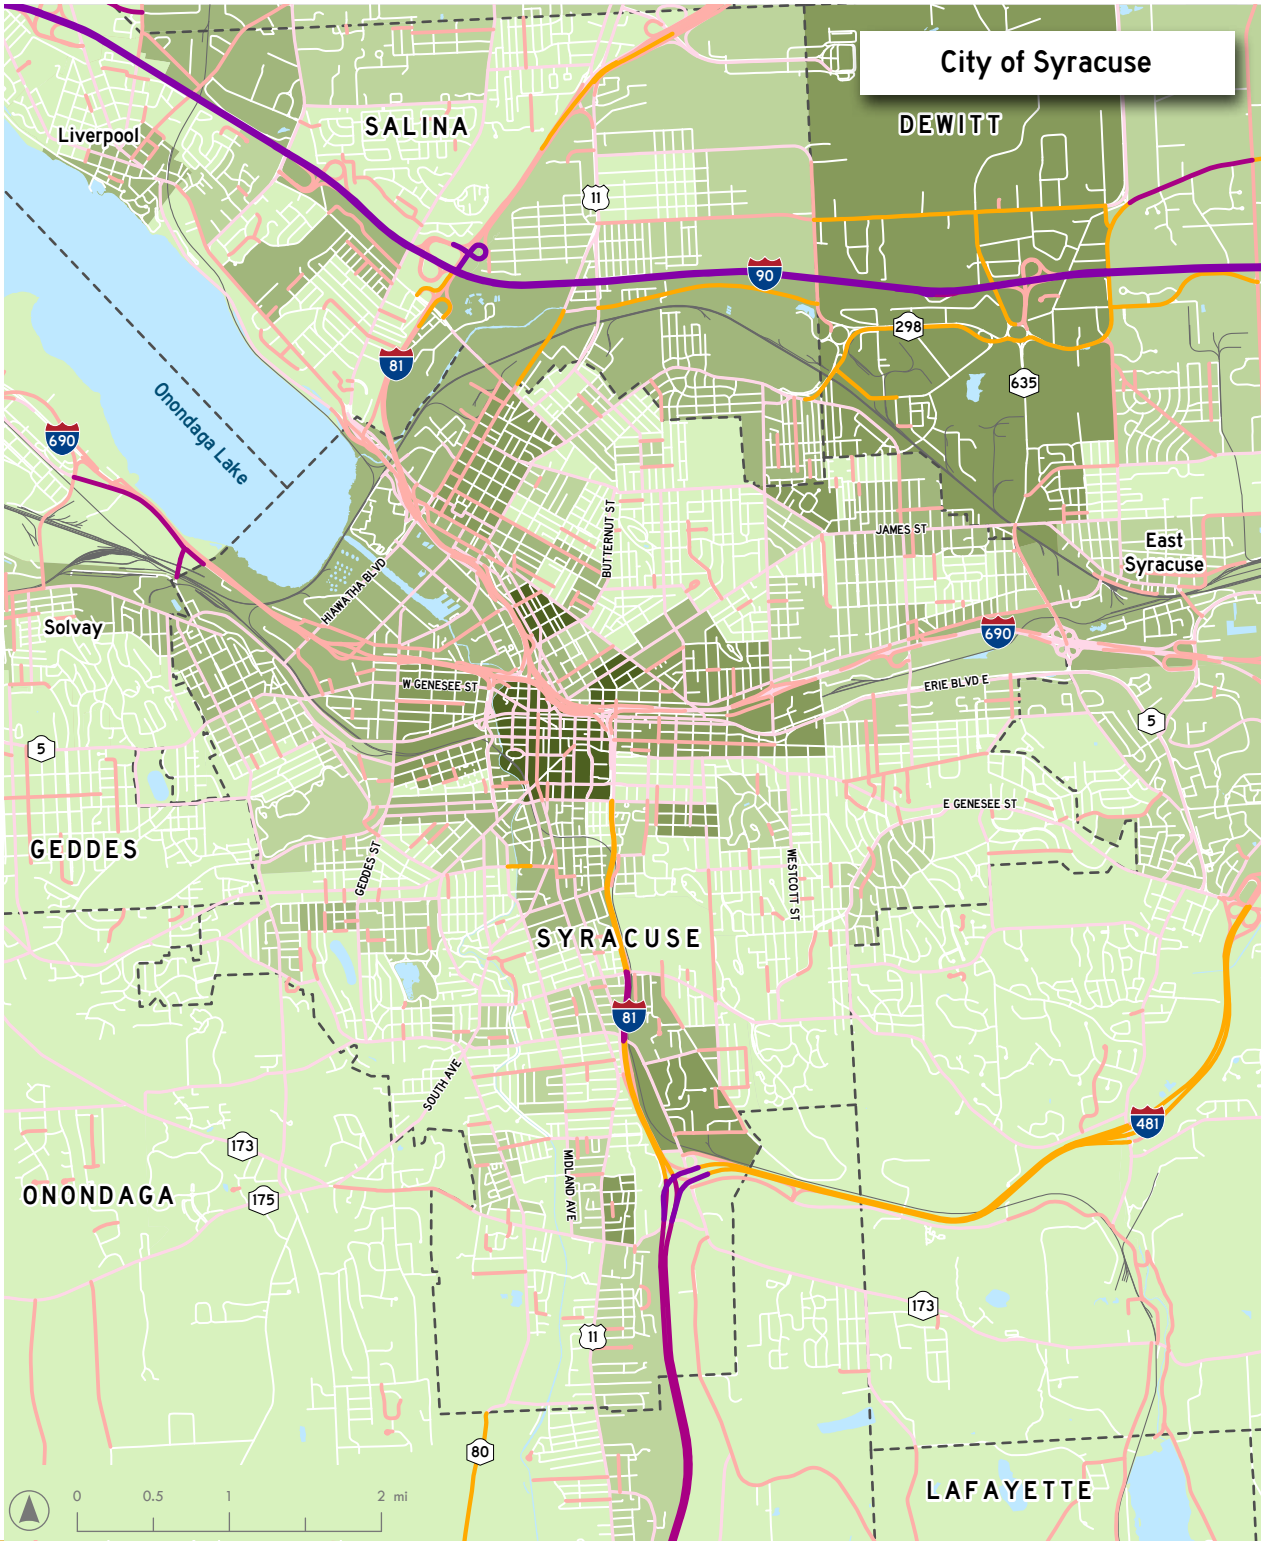 City of Syracuse
SALINA
DEWITT
Liverpool
11
90
298
81
635
Onondaga Lake
690
BUTTERNUT ST
JAMES ST
East
Syracuse
HIAWATHA BLVD
Solvay
690
W GENESEE ST
ERIE BLVD E
5
5
E GENESEE ST
GEDDES
GEDDES ST
WESTCOTT ST
SYRACUSE
81
SOUTH AVE
481
173
MIDLAND AVE
ONONDAGA
175
173
11
80
LAFAYETTE
0 0.5 1 2 mi